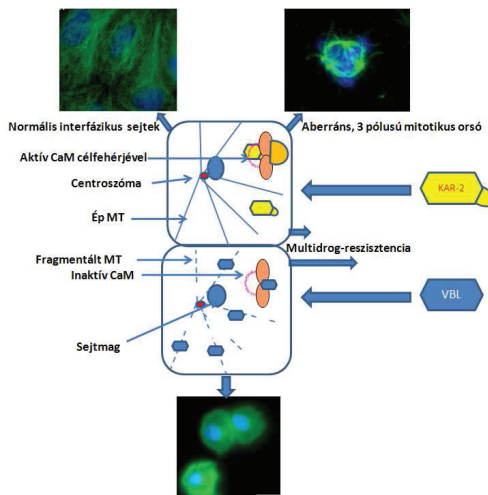 Normális interfázikus sejtek
Aberráns, 3 pólusú mitotikus orsó
Aktív CaM célfehérjével
Centroszóma
KAR-2
Ép MT
Multidrog-reszisztencia
Fragmentált MT
Inaktív CaM
VBL
Sejtmag